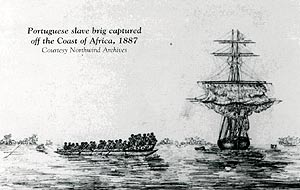 Portuguese slave brig captured
off the Coast of Africa, 1887
Courtesy Northwind Archives